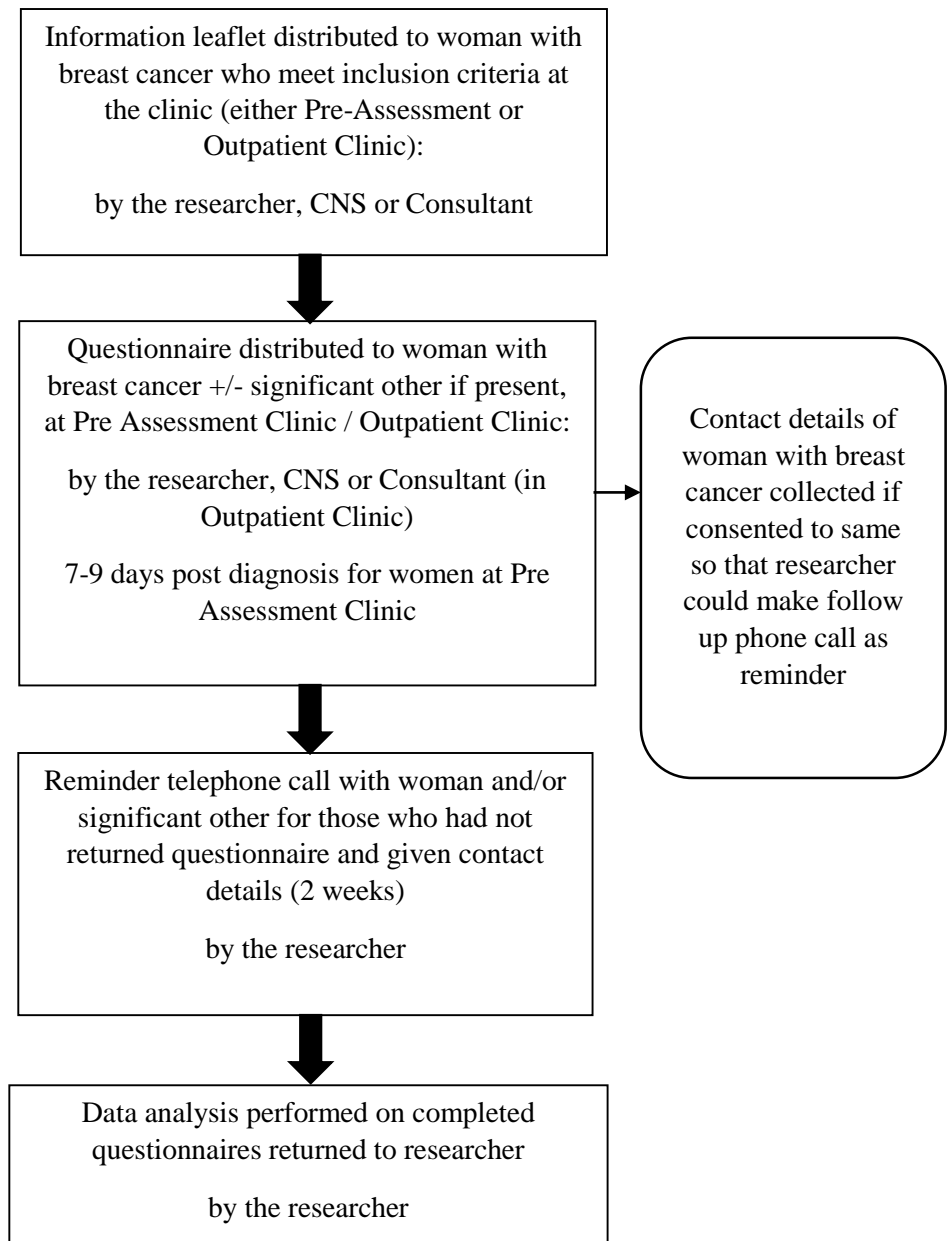 Information leaflet distributed to woman with
breast cancer who meet inclusion criteria at
the clinic (either Pre-Assessment or
Outpatient Clinic):
by the researcher, CNS or Consultant
Questionnaire distributed to woman with
breast cancer +/- significant other if present,
at Pre Assessment Clinic / Outpatient Clinic:
by the researcher, CNS or Consultant (in
Outpatient Clinic)
7-9 days post diagnosis for women at Pre
Assessment Clinic
Contact details of
woman with breast
cancer collected if
consented to same
so that researcher
could make follow
up phone call as
reminder
Reminder telephone call with woman and/or
significant other for those who had not
returned questionnaire and given contact
details (2 weeks)
by the researcher
Data analysis performed on completed
questionnaires returned to researcher
by the researcher